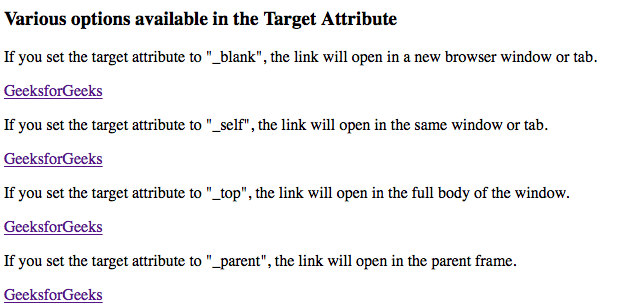 Various options available in the Target Attribute
If you set the target attribute to "_blank", the link will open in a new browser window or tab.
GeeksforGeeks
If you set the target attribute to "_self", the link will open in the same window or tab.
GeeksforGeeks
If you set the target attribute to "_top", the link will open in the full body of the window.
GeeksforGeeks
If you set the target attribute to "_parent", the link will open in the parent frame.
GeeksforGeeks